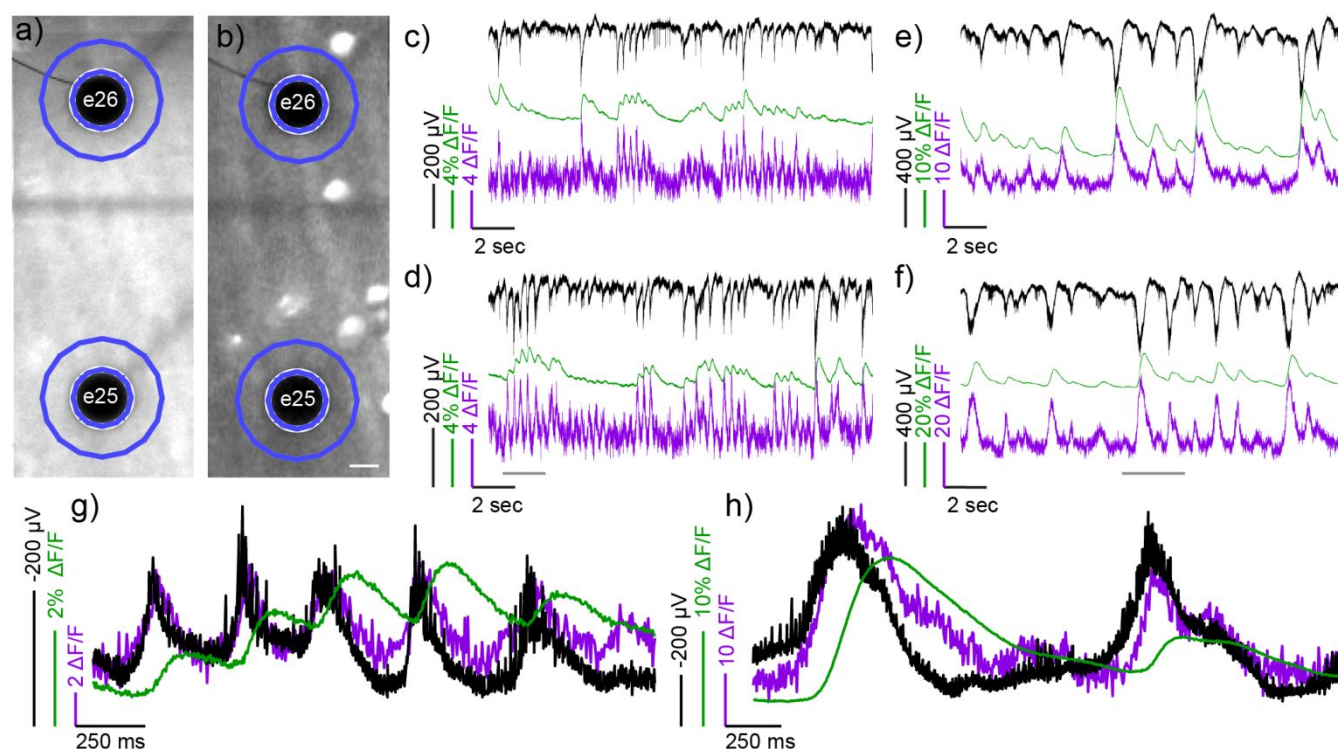 a)
e26
e25
b)
e26
e25
c)
200 µV
4% ΔF/F
4 ΔF/F
2 sec
d)
200 µV
4% ΔF/F
4 ΔF/F
2 sec
e)
400 µV
10% ΔF/F
10 ΔF/F
2 sec
f)
400 µV
20% ΔF/F
20 ΔF/F
2 sec
g)
-200 µV
2% ΔF/F
2 ΔF/F
250 ms
h)
-200 µV
10% ΔF/F
10 ΔF/F
250 ms